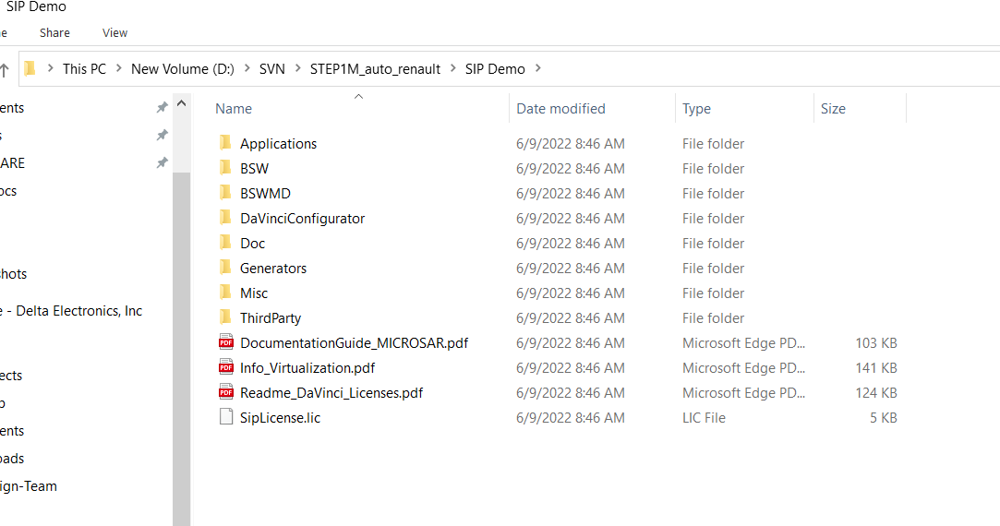 SIP Demo
Share View
This PC New Volume (D:) SVN STEP1M_auto_renault SIP Demo
ents
ARE
ocs
hots
e - Delta Electronics, Inc
ects
ents
oads
ign-Team
Name Date modified Type Size
Applications 6/9/2022 8:46 AM File folder
BSW 6/9/2022 8:46 AM File folder
BSWMD 6/9/2022 8:46 AM File folder
DaVinciConfigurator 6/9/2022 8:46 AM File folder
Doc 6/9/2022 8:46 AM File folder
Generators 6/9/2022 8:46 AM File folder
Misc 6/9/2022 8:46 AM File folder
ThirdParty 6/9/2022 8:46 AM File folder
DocumentationGuide_MICROSAR.pdf 6/9/2022 8:46 AM Microsoft Edge PD... 103 KB
Info_Virtualization.pdf 6/9/2022 8:46 AM Microsoft Edge PD... 141 KB
Readme_DaVinci_Licenses.pdf 6/9/2022 8:46 AM Microsoft Edge PD... 124 KB
SipLicense.lic 6/9/2022 8:46 AM LIC File 5 KB